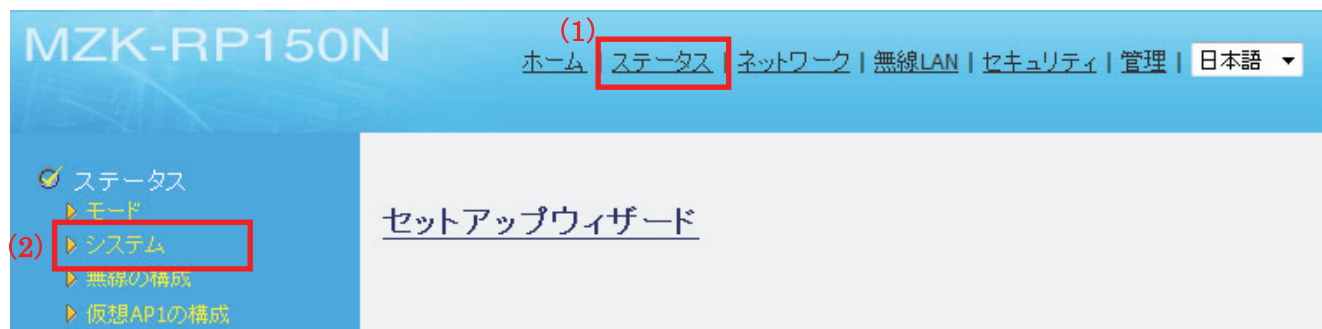 MZK-RP150N
(1)
ホーム | ステータス | ネットワーク | 無線LAN | セキュリティ | 管理 | 日本語
ステータス
モード
(2) システム
無線の構成
仮想AP1の構成
セットアップウィザード